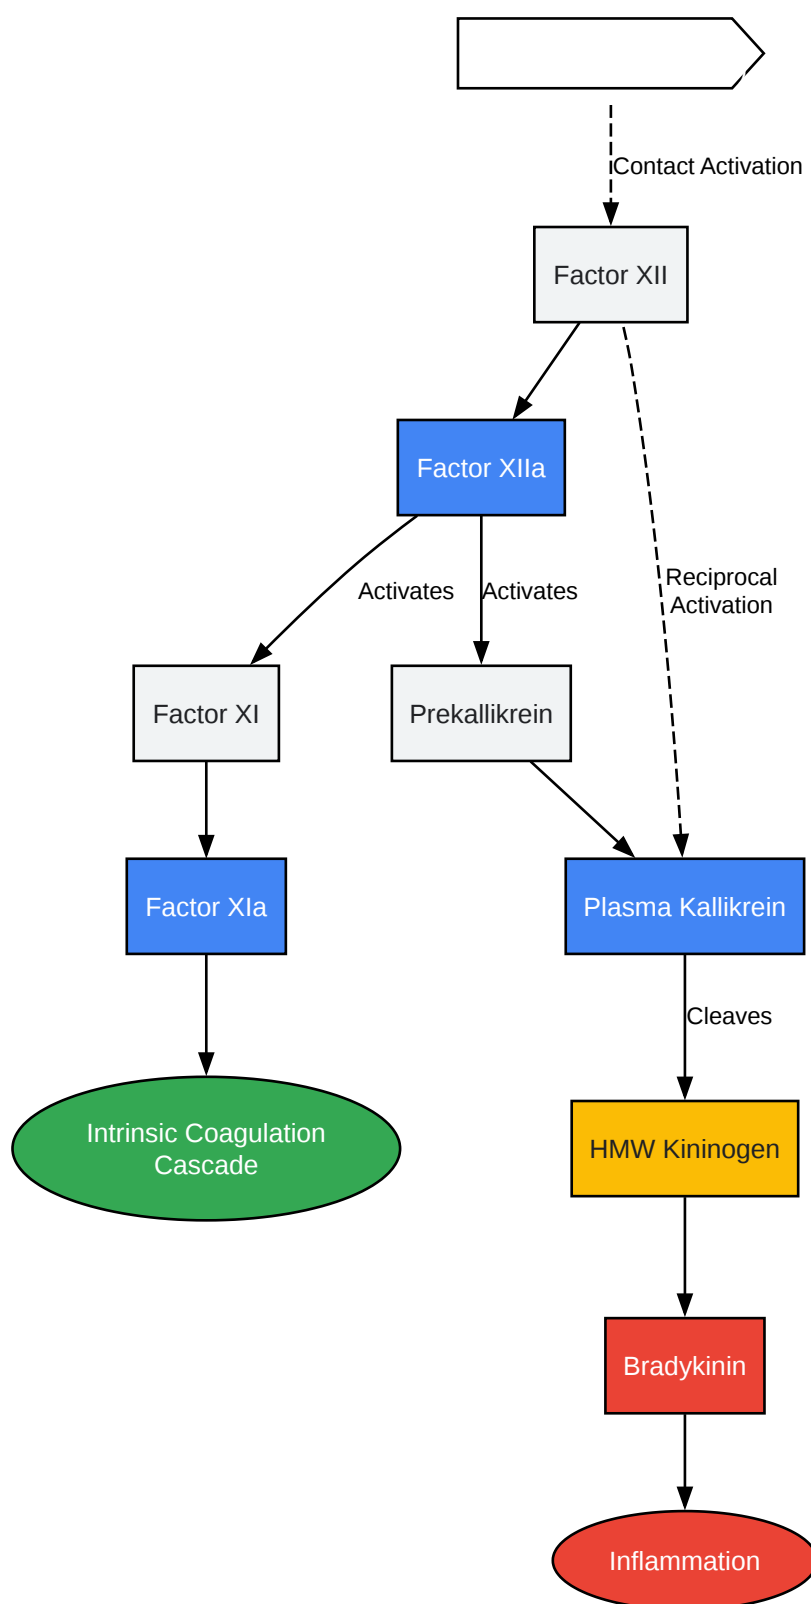 Contact Activation
Factor XII
Factor XIIa
Activates
Activates
Reciprocal
Activation
Factor XI
Prekallikrein
Factor XIa
Plasma Kallikrein
Cleaves
Intrinsic Coagulation
Cascade
HMW Kininogen
Bradykinin
Inflammation